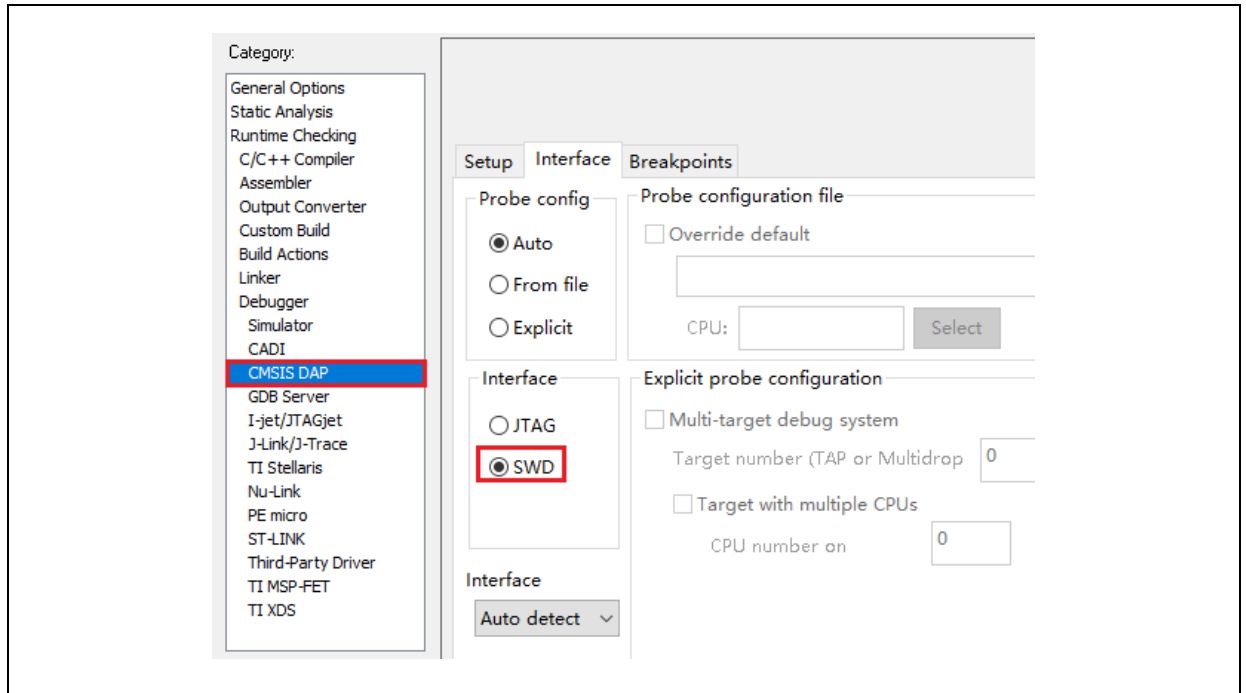 Category:
General Options
Static Analysis
Runtime Checking
C/C++ Compiler
Assembler
Output Converter
Custom Build
Build Actions
Linker
Debugger
Simulator
CADI
CMSIS DAP
GDB Server
I-jet/JTAGjet
J-Link/J-Trace
TI Stellaris
Nu-Link
PE micro
ST-LINK
Third-Party Driver
TI MSP-FET
TI XDS
Setup Interface Breakpoints
Probe config
Auto
From file
Explicit
Probe configuration file
Override default
CPU: Select
Interface
JTAG
SWD
Explicit probe configuration
Multi-target debug system
Target number (TAP or Multidrop 0
Target with multiple CPUs
CPU number on 0
Interface
Auto detect